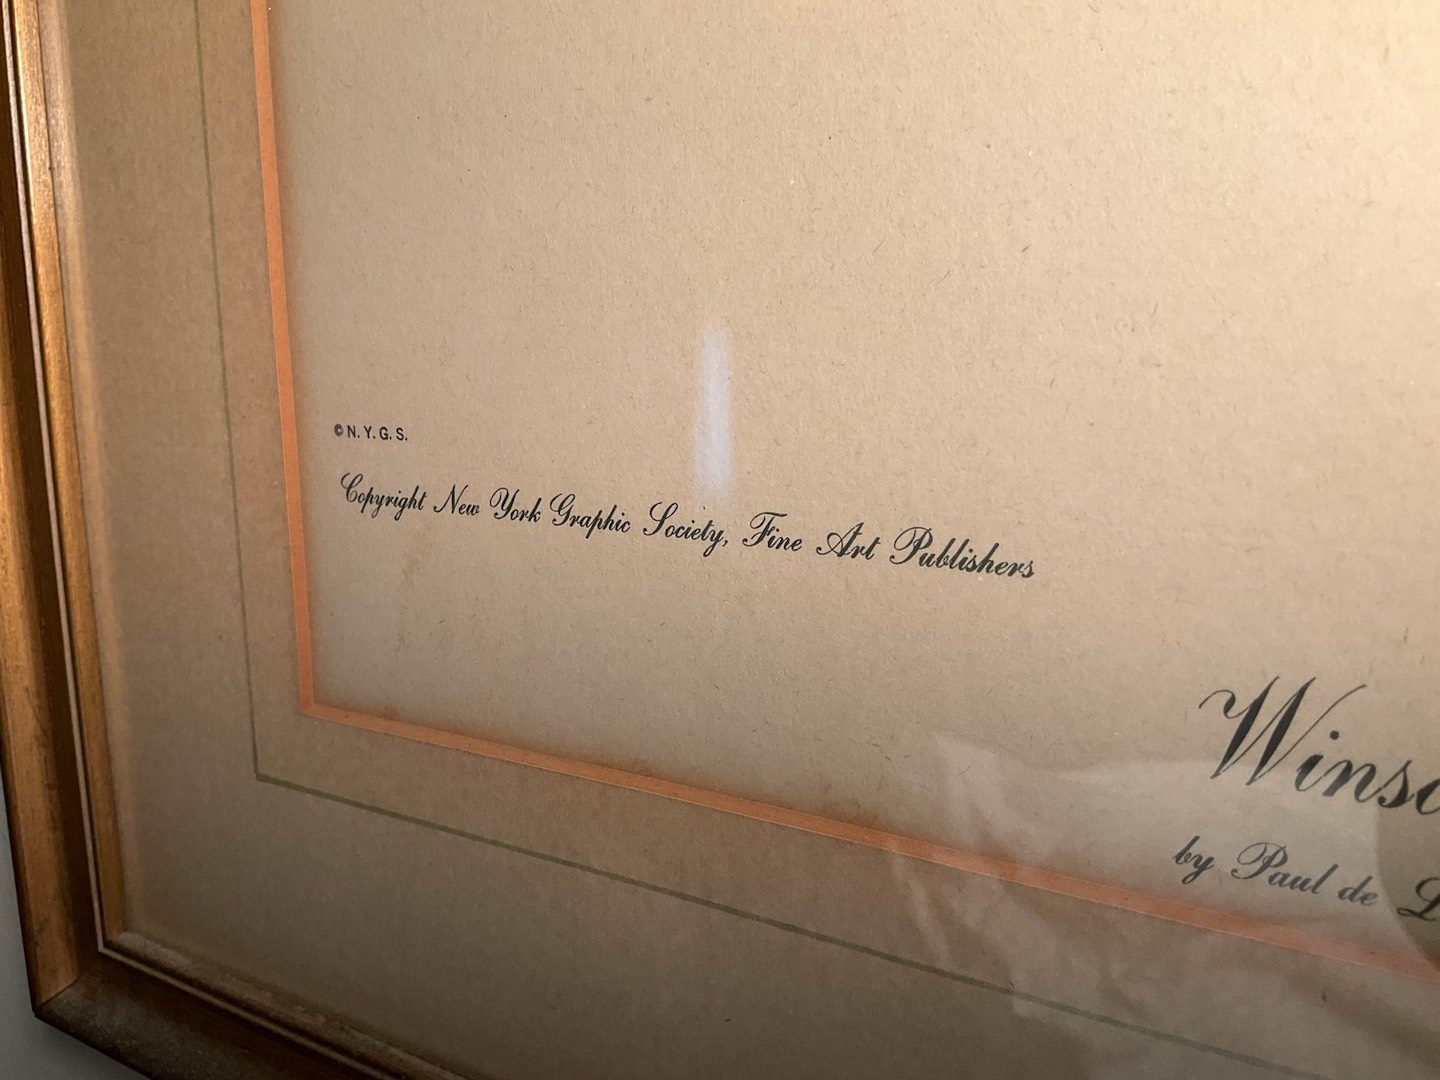 © N. Y. G. S.
Copyright New York Graphic Society, Fine Art Publishers
by Paul de